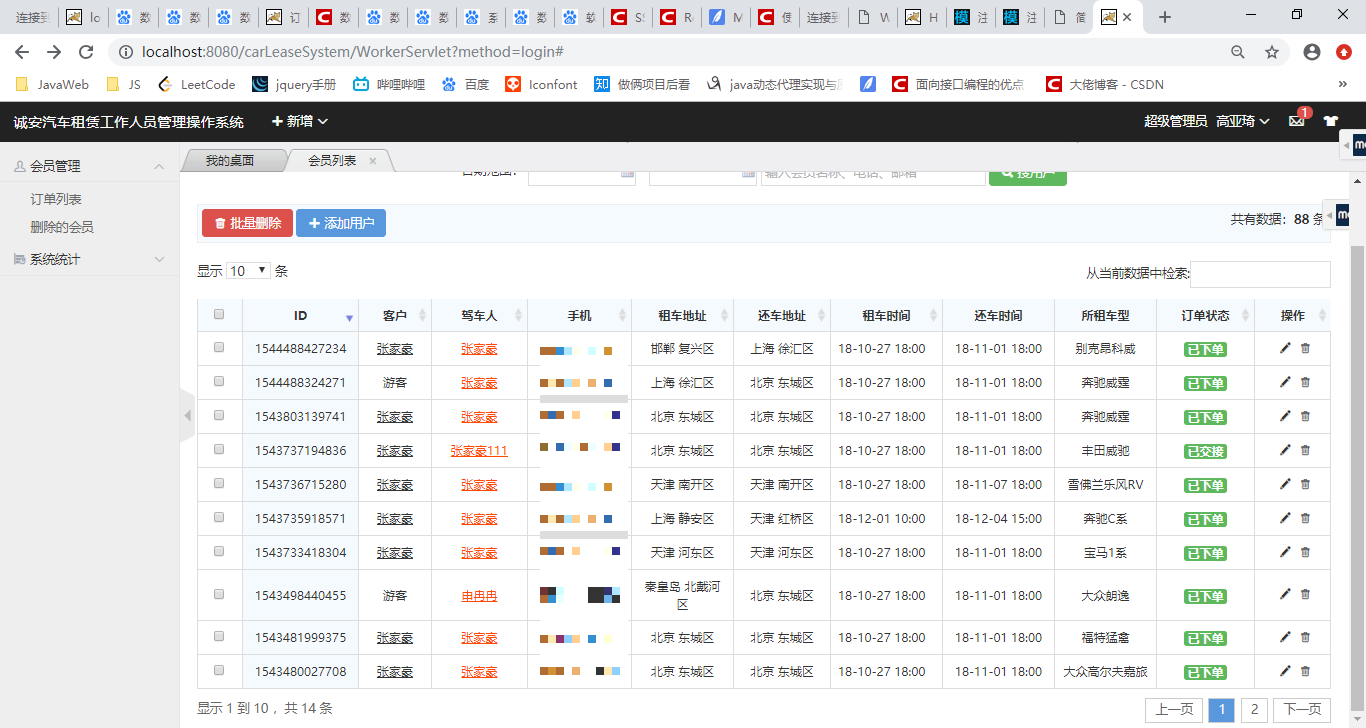 连接到 lo 数 数 数 订 数 数 数 系 数 软 SS Re M 使 连接到 W H 注 注 简
localhost:8080/carLeaseSystem/WorkerServlet?method=login#
JavaWeb JS LeetCode jquery手册 哔哩哔哩 百度 Iconfont 知 做俩项目后看 java动态代理实现与 面向接口编程的优点 大佬博客 - CSDN »
诚安汽车租赁工作人员管理操作系统 新增 超级管理员 高亚琦 1
会员管理
订单列表
删除的会员
系统统计
我的桌面 会员列表
日期范围: 输入会员名称、电话、邮箱 搜用户
批量删除 添加用户 共有数据：88 条
显示 10 条 从当前数据中检索:
ID 客户 驾车人 手机 租车地址 还车地址 租车时间 还车时间 所租车型 订单状态 操作
1544488427234 张家豪 张家豪 邯郸 复兴区 上海 徐汇区 18-10-27 18:00 18-11-01 18:00 别克昂科威 已下单
1544488324271 游客 张家豪 上海 徐汇区 北京 东城区 18-10-27 18:00 18-11-01 18:00 奔驰威霆 已下单
1543803139741 张家豪 张家豪 北京 东城区 北京 东城区 18-10-27 18:00 18-11-01 18:00 奔驰威霆 已下单
1543737194836 张家豪 张家豪111 北京 东城区 北京 东城区 18-10-27 18:00 18-11-01 18:00 丰田威驰 已交接
1543736715280 张家豪 张家豪 天津 南开区 天津 南开区 18-10-27 18:00 18-11-07 18:00 雪佛兰乐风RV 已下单
1543735918571 张家豪 张家豪 上海 静安区 天津 红桥区 18-12-01 10:00 18-12-04 15:00 奔驰C系 已下单
1543733418304 张家豪 张家豪 天津 河东区 天津 河东区 18-10-27 18:00 18-11-01 18:00 宝马1系 已下单
1543498440455 游客 申冉冉 秦皇岛 北戴河区 北京 东城区 18-10-27 18:00 18-11-01 18:00 大众朗逸 已下单
1543481999375 张家豪 张家豪 北京 东城区 北京 东城区 18-10-27 18:00 18-11-01 18:00 福特猛禽 已下单
1543480027708 张家豪 张家豪 北京 东城区 北京 东城区 18-10-27 18:00 18-11-01 18:00 大众高尔夫嘉旅 已下单
显示 1 到 10 ，共 14 条 上一页 1 2 下一页